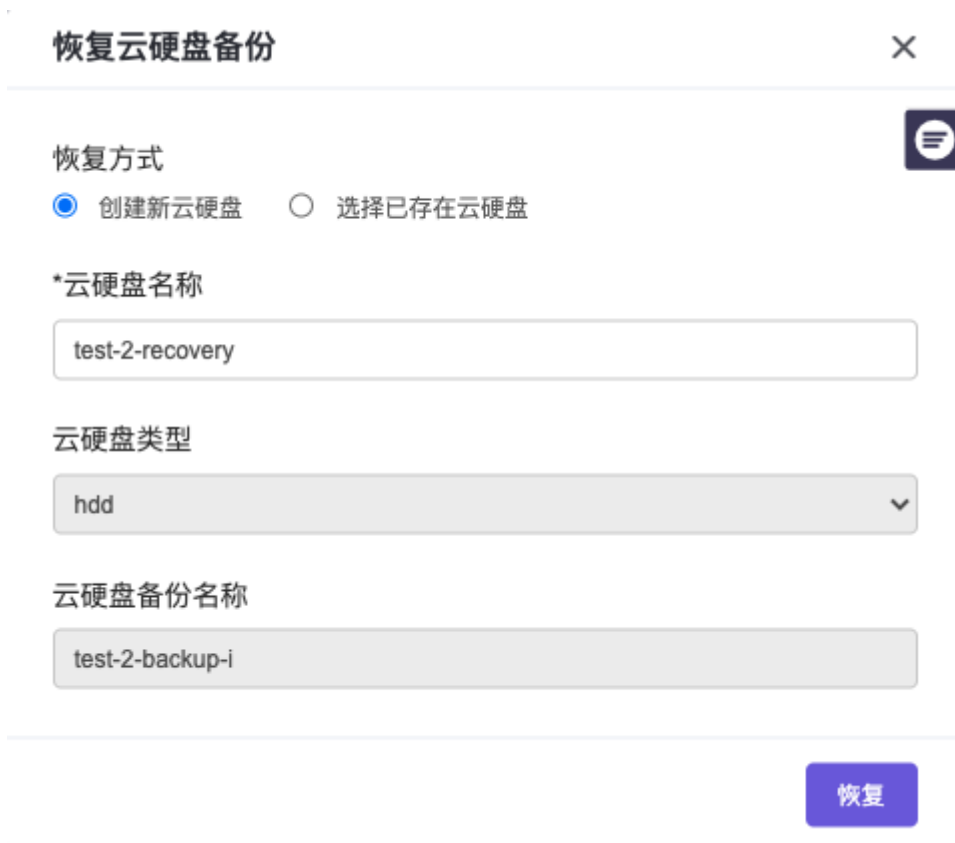 恢复云硬盘备份
恢复方式
创建新云硬盘 选择已存在云硬盘
*云硬盘名称
test-2-recovery
云硬盘类型
hdd
云硬盘备份名称
test-2-backup-i
恢复